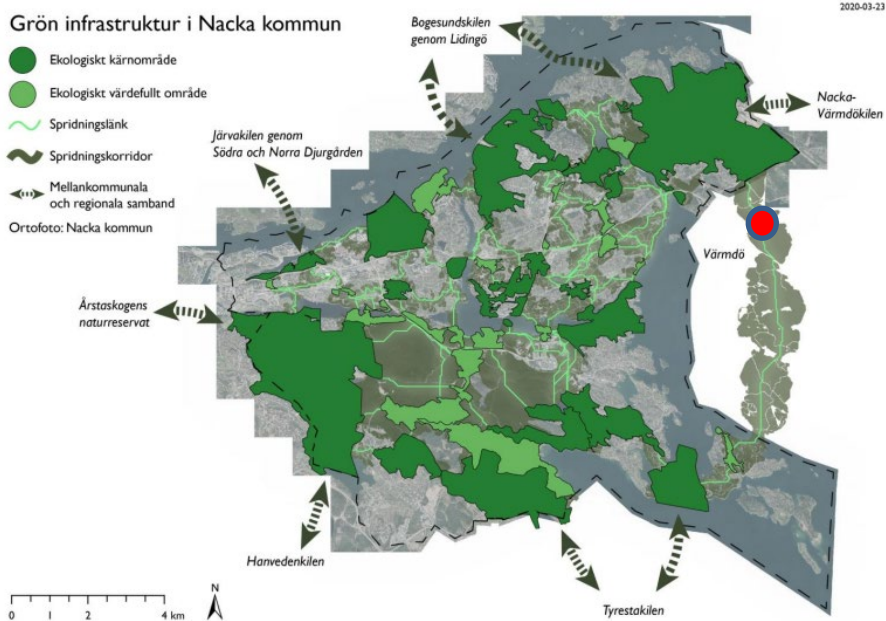 2020-03-23
Grön infrastruktur i Nacka kommun
Ekologiskt kärnområde
Ekologiskt värdefullt område
Spridningslänk
Spridningskorridor
Mellankommunala
och regionala samband
Ortofoto: Nacka kommun
Bogesundskilen
genom Lidingö
Järvakilen genom
Södra och Norra Djurgården
Nacka-
Värmdökilen
Värmdö
Årstaskogens
naturreservat
Hanvedenkilen
Tyrestakilen
N
0 1 2 4 km